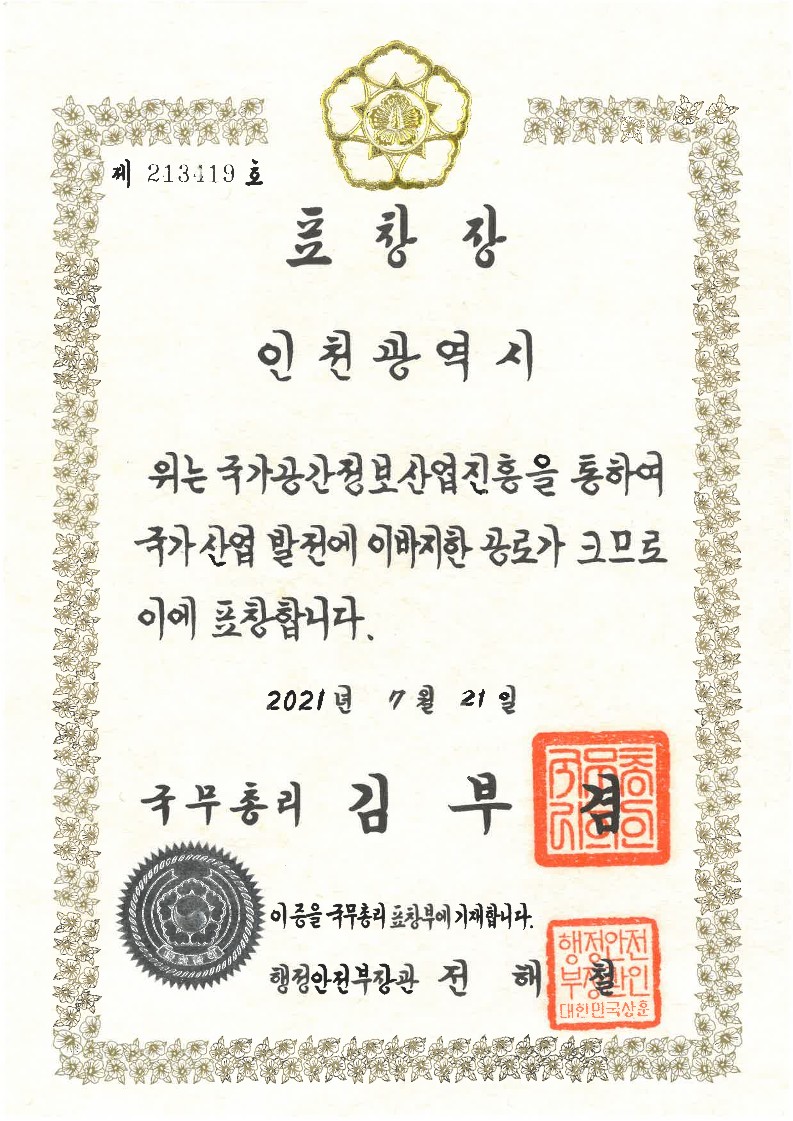 제 213419 호
표창장
인천광역시
위는 국가공간정보산업진흥을 통하여
국가산업 발전에 이바지한 공로가 크므로
이에 표창합니다.
2021년 7월 21일
국무총리 김부겸
이 증을 국무총리 표창부에 기재합니다.
행정안전부장관 전해철
행정안전
부장관인
대한민국상훈